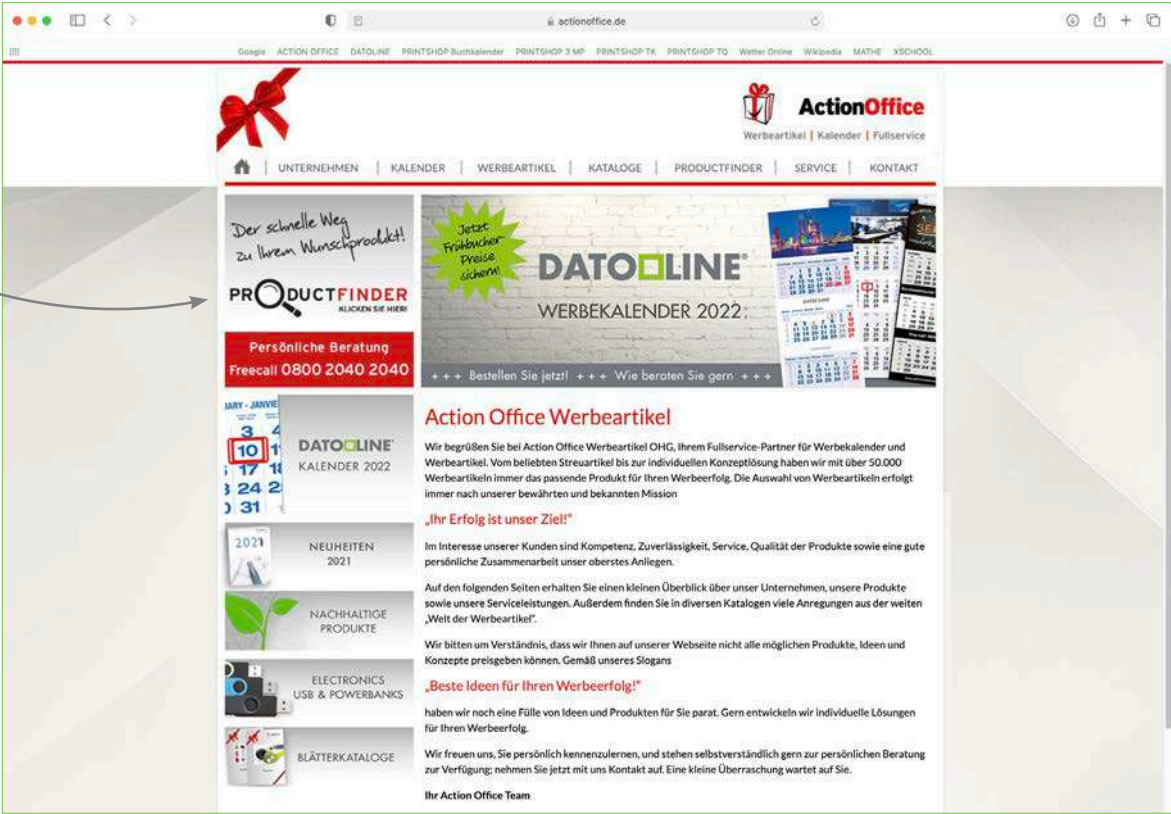 actionoffice.de
Google ACTION OFFICE DATOLINE PRINTSHOP Buchkalender PRINTSHOP 3 MP PRINTSHOP TK PRINTSHOP TQ Wetter Online Wikipedia MATHE XSCHOOL
ActionOffice
Werbeartikel | Kalender | Fullservice
UNTERNEHMEN | KALENDER | WERBEARTIKEL | KATALOGE | PRODUCTFINDER | SERVICE | KONTAKT
Der schnelle Weg
zu Ihrem Wunschprodukt!
PRODUCTFINDER
KLICKEN SIE HIER!
Persönliche Beratung
Freecall 0800 2040 2040
Jetzt
Frühbucher
Preise
sichern!
DATOLINE®
WERBEKALENDER 2022
+ + + Bestellen Sie jetzt! + + + Wie beraten Sie gern + + +
DATOLINE®
KALENDER 2022
NEUHEITEN
2021
NACHHALTIGE
PRODUKTE
ELECTRONICS
USB & POWERBANKS
BLÄTTERKATALOGE
Action Office Werbeartikel
Wir begrüßen Sie bei Action Office Werbeartikel OHG, Ihrem Fullservice-Partner für Werbekalender und
Werbeartikel. Vom beliebten Streuartikel bis zur individuellen Konzeptlösung haben wir mit über 50.000
Werbeartikeln immer das passende Produkt für Ihren Werbeerfolg. Die Auswahl von Werbeartikeln erfolgt
immer nach unserer bewährten und bekannten Mission
„Ihr Erfolg ist unser Ziel!“
Im Interesse unserer Kunden sind Kompetenz, Zuverlässigkeit, Service, Qualität der Produkte sowie eine gute
persönliche Zusammenarbeit unser oberstes Anliegen.
Auf den folgenden Seiten erhalten Sie einen kleinen Überblick über unser Unternehmen, unsere Produkte
sowie unsere Serviceleistungen. Außerdem finden Sie in diversen Katalogen viele Anregungen aus der weiten
„Welt der Werbeartikel“.
Wir bitten um Verständnis, dass wir Ihnen auf unserer Webseite nicht alle möglichen Produkte, Ideen und
Konzepte preisgeben können. Gemäß unseres Slogans
„Beste Ideen für Ihren Werbeerfolg!“
haben wir noch eine Fülle von Ideen und Produkten für Sie parat. Gern entwickeln wir individuelle Lösungen
für Ihren Werbeerfolg.
Wir freuen uns, Sie persönlich kennenzulernen, und stehen selbstverständlich gern zur persönlichen Beratung
zur Verfügung; nehmen Sie jetzt mit uns Kontakt auf. Eine kleine Überraschung wartet auf Sie.
Ihr Action Office Team